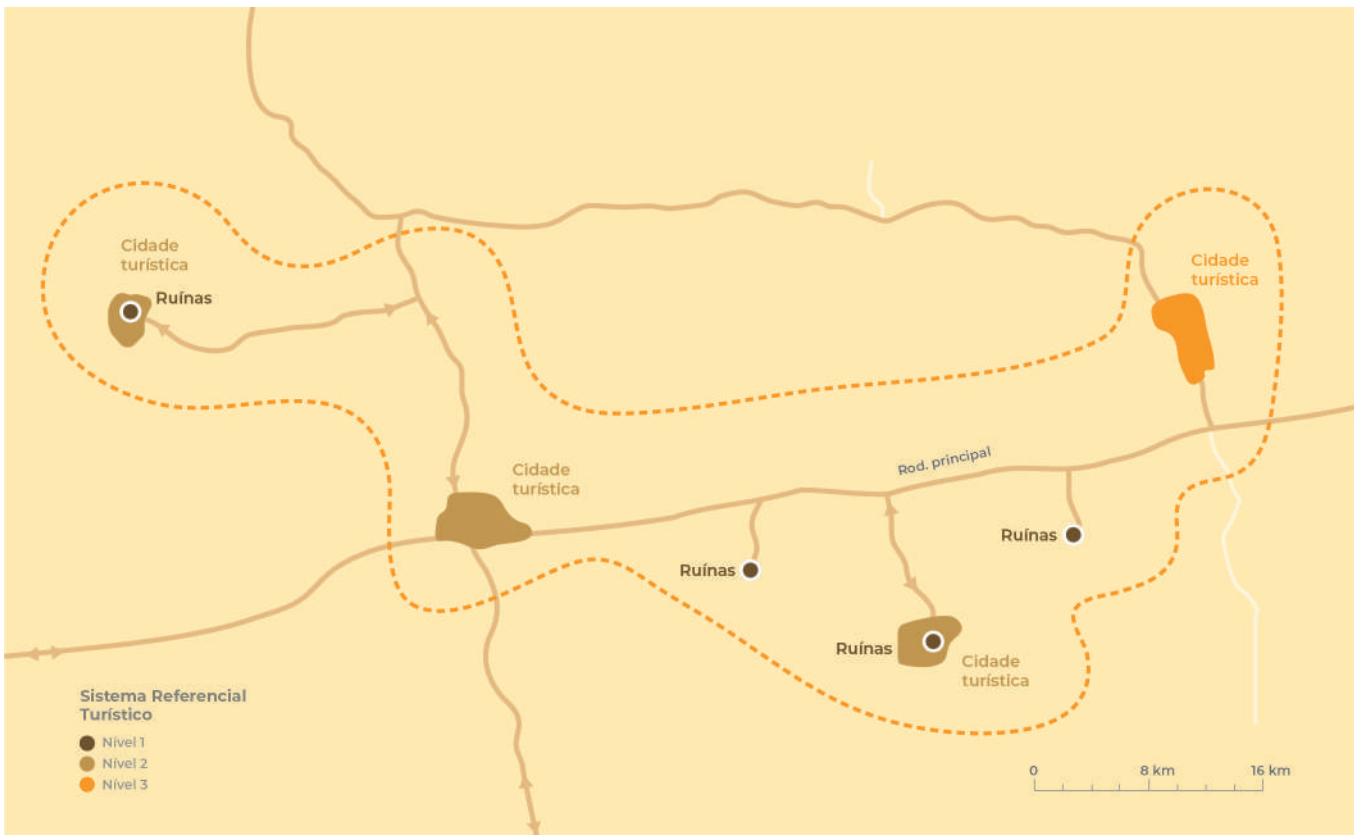 Cidade
turística
Ruínas
Cidade
turística
Cidade
turística
Rod. principal
Ruínas
Ruínas
Ruínas
Cidade
turística
Sistema Referencial
Turístico
Nível 1
Nível 2
Nível 3
0 8 km 16 km